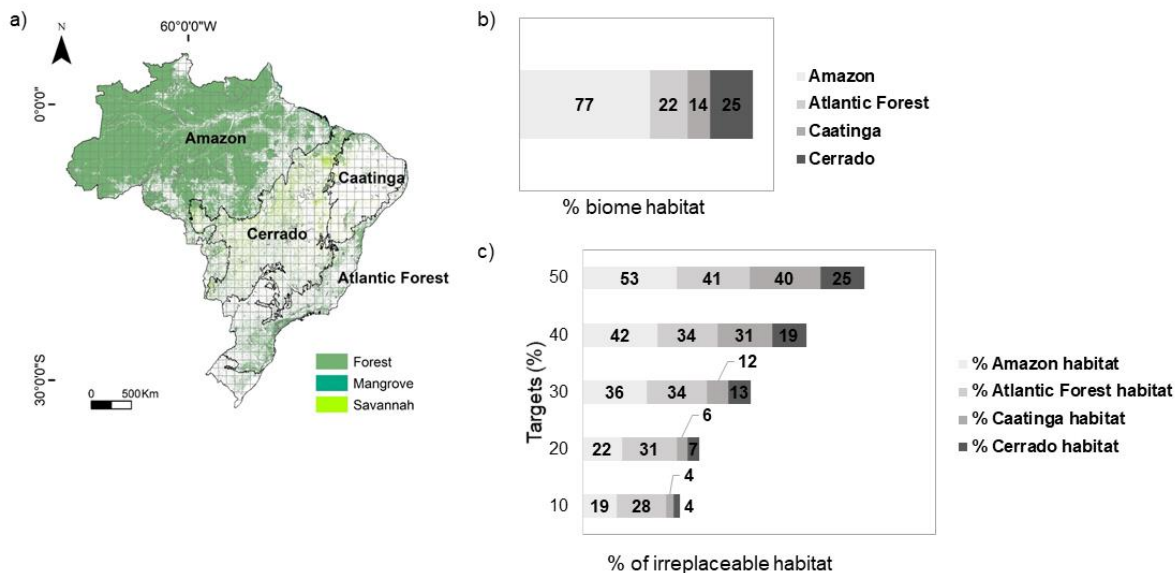 a)
N
60°0'0"W
0°0'0"
30°0'0"S
Amazon
Caatinga
Cerrado
Atlantic Forest
Forest
Mangrove
Savannah
0 500Km
b)
77 22 14 25
% biome habitat
Amazon
Atlantic Forest
Caatinga
Cerrado
c)
Targets (%)
50 53 41 40 25
40 42 34 31 19
12
30 36 34 13
6
20 22 31 7
4
10 19 28 4
% of irreplaceable habitat
% Amazon habitat
% Atlantic Forest habitat
% Caatinga habitat
% Cerrado habitat